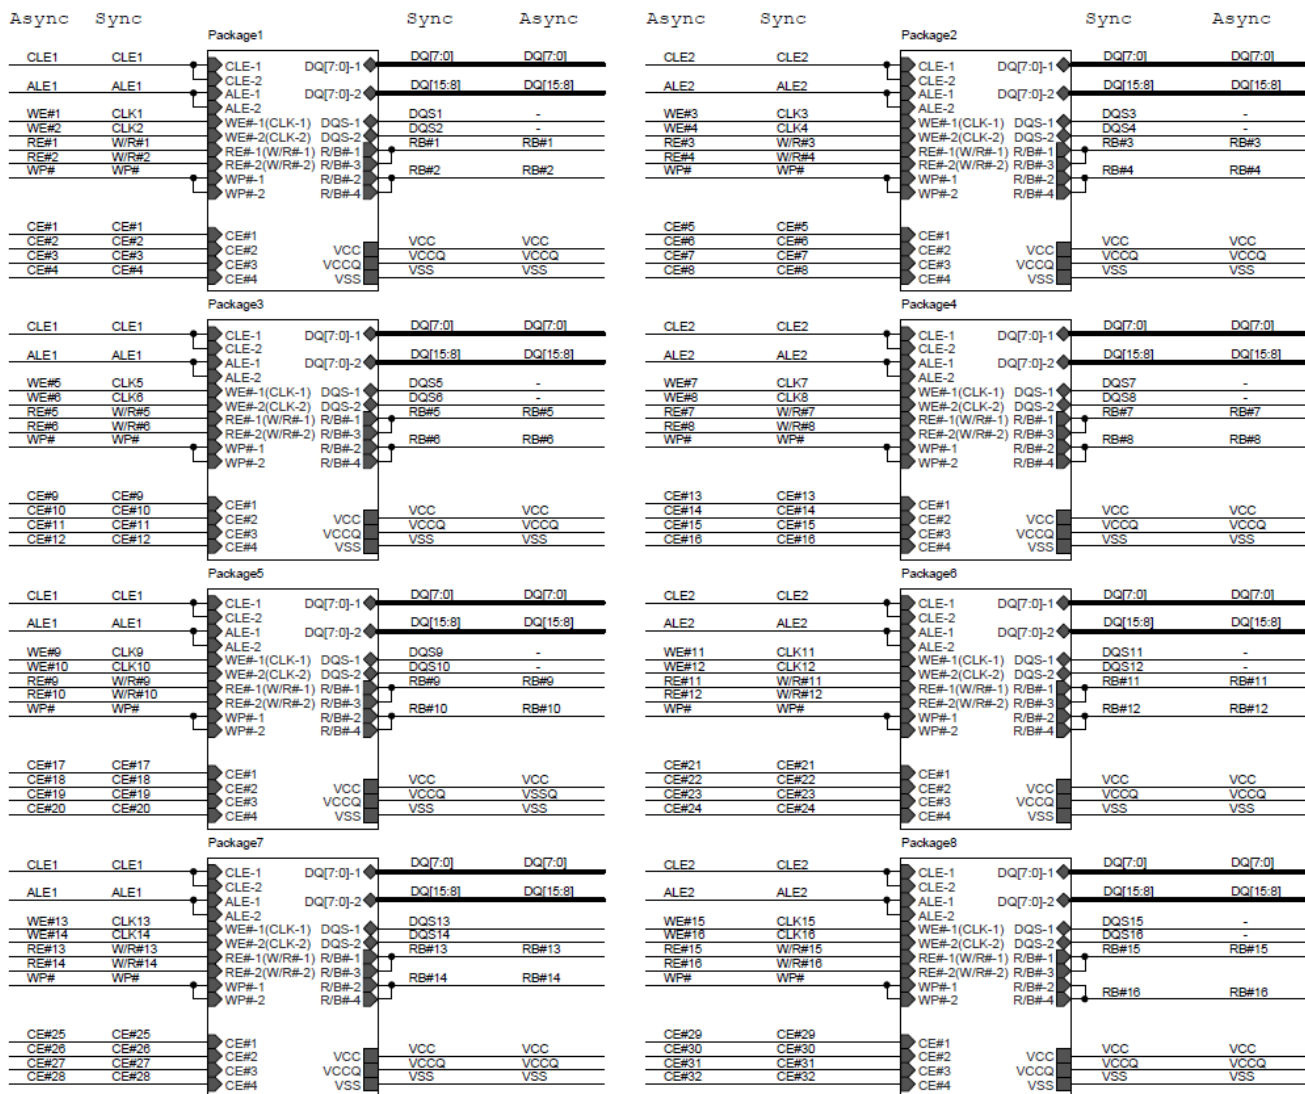 Async Sync Sync Async Async Sync Sync Async
Package1 Package2
CLE1 CLE1 DQ[7:0] DQ[7:0] CLE2 CLE2 DQ[7:0] DQ[7:0]
CLE-1 DQ[7:0]-1 CLE-1 DQ[7:0]-1
CLE-2 CLE-2
ALE1 ALE1 DQ[15:8] DQ[15:8] ALE2 ALE2 DQ[15:8] DQ[15:8]
ALE-1 DQ[7:0]-2 ALE-1 DQ[7:0]-2
ALE-2 ALE-2
WE#1 CLK1 DQS1 - WE#3 CLK3 DQS3 -
WE#-1(CLK-1) DQS-1 WE#-1(CLK-1) DQS-1
WE#2 CLK2 DQS2 - WE#4 CLK4 DQS4 -
WE#-2(CLK-2) DQS-2 WE#-2(CLK-2) DQS-2
RE#1 W/R#1 RB#1 RB#1 RE#3 W/R#3 RB#3 RB#3
RE#-1(W/R#-1) R/B#-1 RE#-1(W/R#-1) R/B#-1
RE#2 W/R#2 RE#4 W/R#4
RE#-2(W/R#-2) R/B#-3 RE#-2(W/R#-2) R/B#-3
WP# WP# RB#2 RB#2 WP# WP# RB#4 RB#4
WP#-1 R/B#-2 WP#-1 R/B#-2
WP#-2 R/B#-4 WP#-2 R/B#-4
CE#1 CE#1 CE#5 CE#5
CE#1 CE#1
CE#2 CE#2 VCC VCC CE#6 CE#6 VCC VCC
CE#2 VCC CE#2 VCC
CE#3 CE#3 VCCQ VCCQ CE#7 CE#7 VCCQ VCCQ
CE#3 VCCQ CE#3 VCCQ
CE#4 CE#4 VSS VSS CE#8 CE#8 VSS VSS
CE#4 VSS CE#4 VSS
Package3 Package4
CLE1 CLE1 DQ[7:0] DQ[7:0] CLE2 CLE2 DQ[7:0] DQ[7:0]
CLE-1 DQ[7:0]-1 CLE-1 DQ[7:0]-1
CLE-2 CLE-2
ALE1 ALE1 DQ[15:8] DQ[15:8] ALE2 ALE2 DQ[15:8] DQ[15:8]
ALE-1 DQ[7:0]-2 ALE-1 DQ[7:0]-2
ALE-2 ALE-2
WE#5 CLK5 DQS5 - WE#7 CLK7 DQS7 -
WE#-1(CLK-1) DQS-1 WE#-1(CLK-1) DQS-1
WE#6 CLK6 DQS6 - WE#8 CLK8 DQS8 -
WE#-2(CLK-2) DQS-2 WE#-2(CLK-2) DQS-2
RE#5 W/R#5 RB#5 RB#5 RE#7 W/R#7 RB#7 RB#7
RE#-1(W/R#-1) R/B#-1 RE#-1(W/R#-1) R/B#-1
RE#6 W/R#6 RE#8 W/R#8
RE#-2(W/R#-2) R/B#-3 RE#-2(W/R#-2) R/B#-3
WP# WP# RB#6 RB#6 WP# WP# RB#8 RB#8
WP#-1 R/B#-2 WP#-1 R/B#-2
WP#-2 R/B#-4 WP#-2 R/B#-4
CE#9 CE#9 CE#13 CE#13
CE#1 CE#1
CE#10 CE#10 VCC VCC CE#14 CE#14 VCC VCC
CE#2 VCC CE#2 VCC
CE#11 CE#11 VCCQ VCCQ CE#15 CE#15 VCCQ VCCQ
CE#3 VCCQ CE#3 VCCQ
CE#12 CE#12 VSS VSS CE#16 CE#16 VSS VSS
CE#4 VSS CE#4 VSS
Package5 Package6
CLE1 CLE1 DQ[7:0] DQ[7:0] CLE2 CLE2 DQ[7:0] DQ[7:0]
CLE-1 DQ[7:0]-1 CLE-1 DQ[7:0]-1
CLE-2 CLE-2
ALE1 ALE1 DQ[15:8] DQ[15:8] ALE2 ALE2 DQ[15:8] DQ[15:8]
ALE-1 DQ[7:0]-2 ALE-1 DQ[7:0]-2
ALE-2 ALE-2
WE#9 CLK9 DQS9 - WE#11 CLK11 DQS11 -
WE#-1(CLK-1) DQS-1 WE#-1(CLK-1) DQS-1
WE#10 CLK10 DQS10 - WE#12 CLK12 DQS12 -
WE#-2(CLK-2) DQS-2 WE#-2(CLK-2) DQS-2
RE#9 W/R#9 RB#9 RB#9 RE#11 W/R#11 RB#11 RB#11
RE#-1(W/R#-1) R/B#-1 RE#-1(W/R#-1) R/B#-1
RE#10 W/R#10 RE#12 W/R#12
RE#-2(W/R#-2) R/B#-3 RE#-2(W/R#-2) R/B#-3
WP# WP# RB#10 RB#10 WP# WP# RB#12 RB#12
WP#-1 R/B#-2 WP#-1 R/B#-2
WP#-2 R/B#-4 WP#-2 R/B#-4
CE#17 CE#17 CE#21 CE#21
CE#1 CE#1
CE#18 CE#18 VCC VCC CE#22 CE#22 VCC VCC
CE#2 VCC CE#2 VCC
CE#19 CE#19 VCCQ VSSQ CE#23 CE#23 VCCQ VCCQ
CE#3 VCCQ CE#3 VCCQ
CE#20 CE#20 VSS VSS CE#24 CE#24 VSS VSS
CE#4 VSS CE#4 VSS
Package7 Package8
CLE1 CLE1 DQ[7:0] DQ[7:0] CLE2 CLE2 DQ[7:0] DQ[7:0]
CLE-1 DQ[7:0]-1 CLE-1 DQ[7:0]-1
CLE-2 CLE-2
ALE1 ALE1 DQ[15:8] DQ[15:8] ALE2 ALE2 DQ[15:8] DQ[15:8]
ALE-1 DQ[7:0]-2 ALE-1 DQ[7:0]-2
ALE-2 ALE-2
WE#13 CLK13 DQS13 WE#15 CLK15 DQS15 -
WE#-1(CLK-1) DQS-1 WE#-1(CLK-1) DQS-1
WE#14 CLK14 DQS14 WE#16 CLK16 DQS16 -
WE#-2(CLK-2) DQS-2 WE#-2(CLK-2) DQS-2
RE#13 W/R#13 RB#13 RB#13 RE#15 W/R#15 RB#15 RB#15
RE#-1(W/R#-1) R/B#-1 RE#-1(W/R#-1) R/B#-1
RE#14 W/R#14 RE#16 W/R#16
RE#-2(W/R#-2) R/B#-3 RE#-2(W/R#-2) R/B#-3
WP# WP# RB#14 RB#14 WP# WP#
WP#-1 R/B#-2 WP#-1 R/B#-2
WP#-2 R/B#-4 WP#-2 R/B#-4 RB#16 RB#16
CE#25 CE#25 CE#29 CE#29
CE#1 CE#1
CE#26 CE#26 VCC VCC CE#30 CE#30 VCC VCC
CE#2 VCC CE#2 VCC
CE#27 CE#27 VCCQ VCCQ CE#31 CE#31 VCCQ VCCQ
CE#3 VCCQ CE#3 VCCQ
CE#28 CE#28 VSS VSS CE#32 CE#32 VSS VSS
CE#4 VSS CE#4 VSS